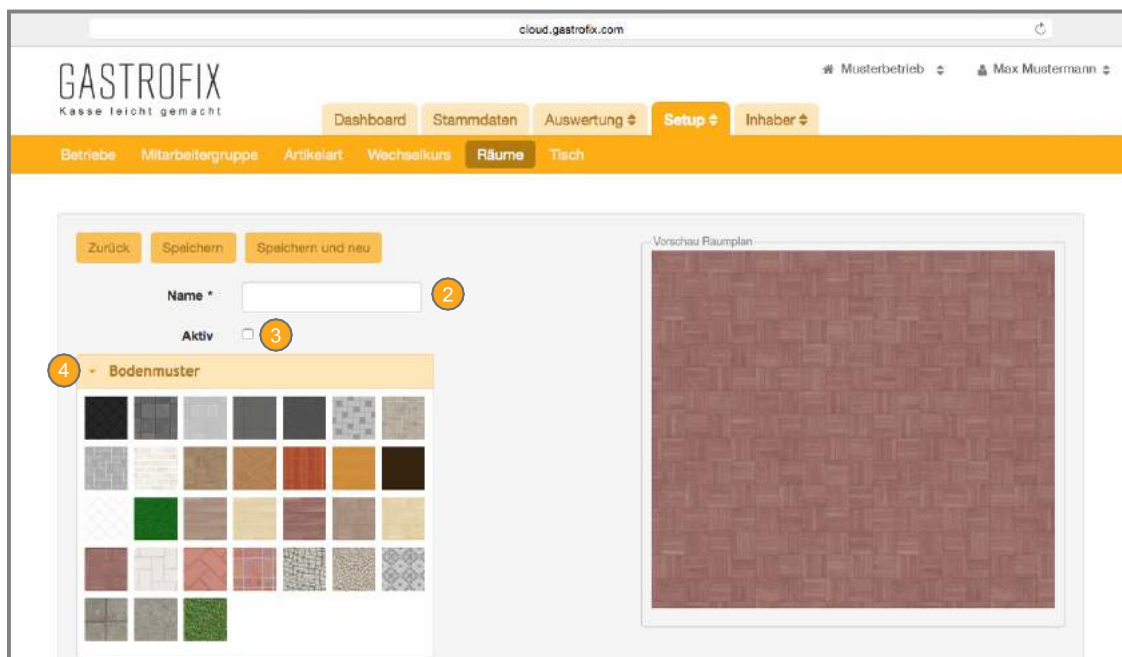 cloud.gastrofix.com
GASTROFIX
Kasse leicht gemacht
Musterbetrieb
Max Mustermann
Dashboard Stammdaten Auswertung Setup Inhaber
Betriebe Mitarbeitergruppe Artikelart Wechselkurs Räume Tisch
Zurück Speichern Speichern und neu
Vorschau Raumplan
Name * 2
Aktiv 3
4 Bodenmuster